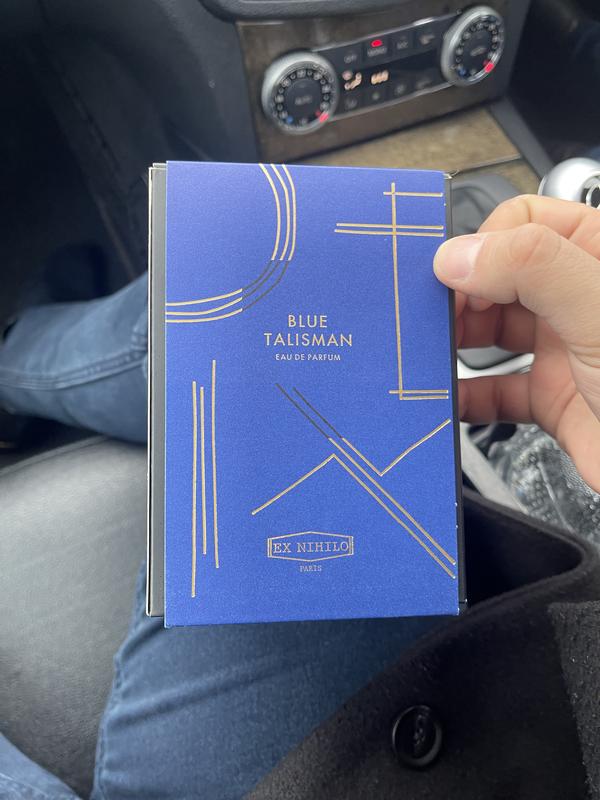 BLUE
TALISMAN
EAU DE PARFUM
EX NIHILO
PARIS